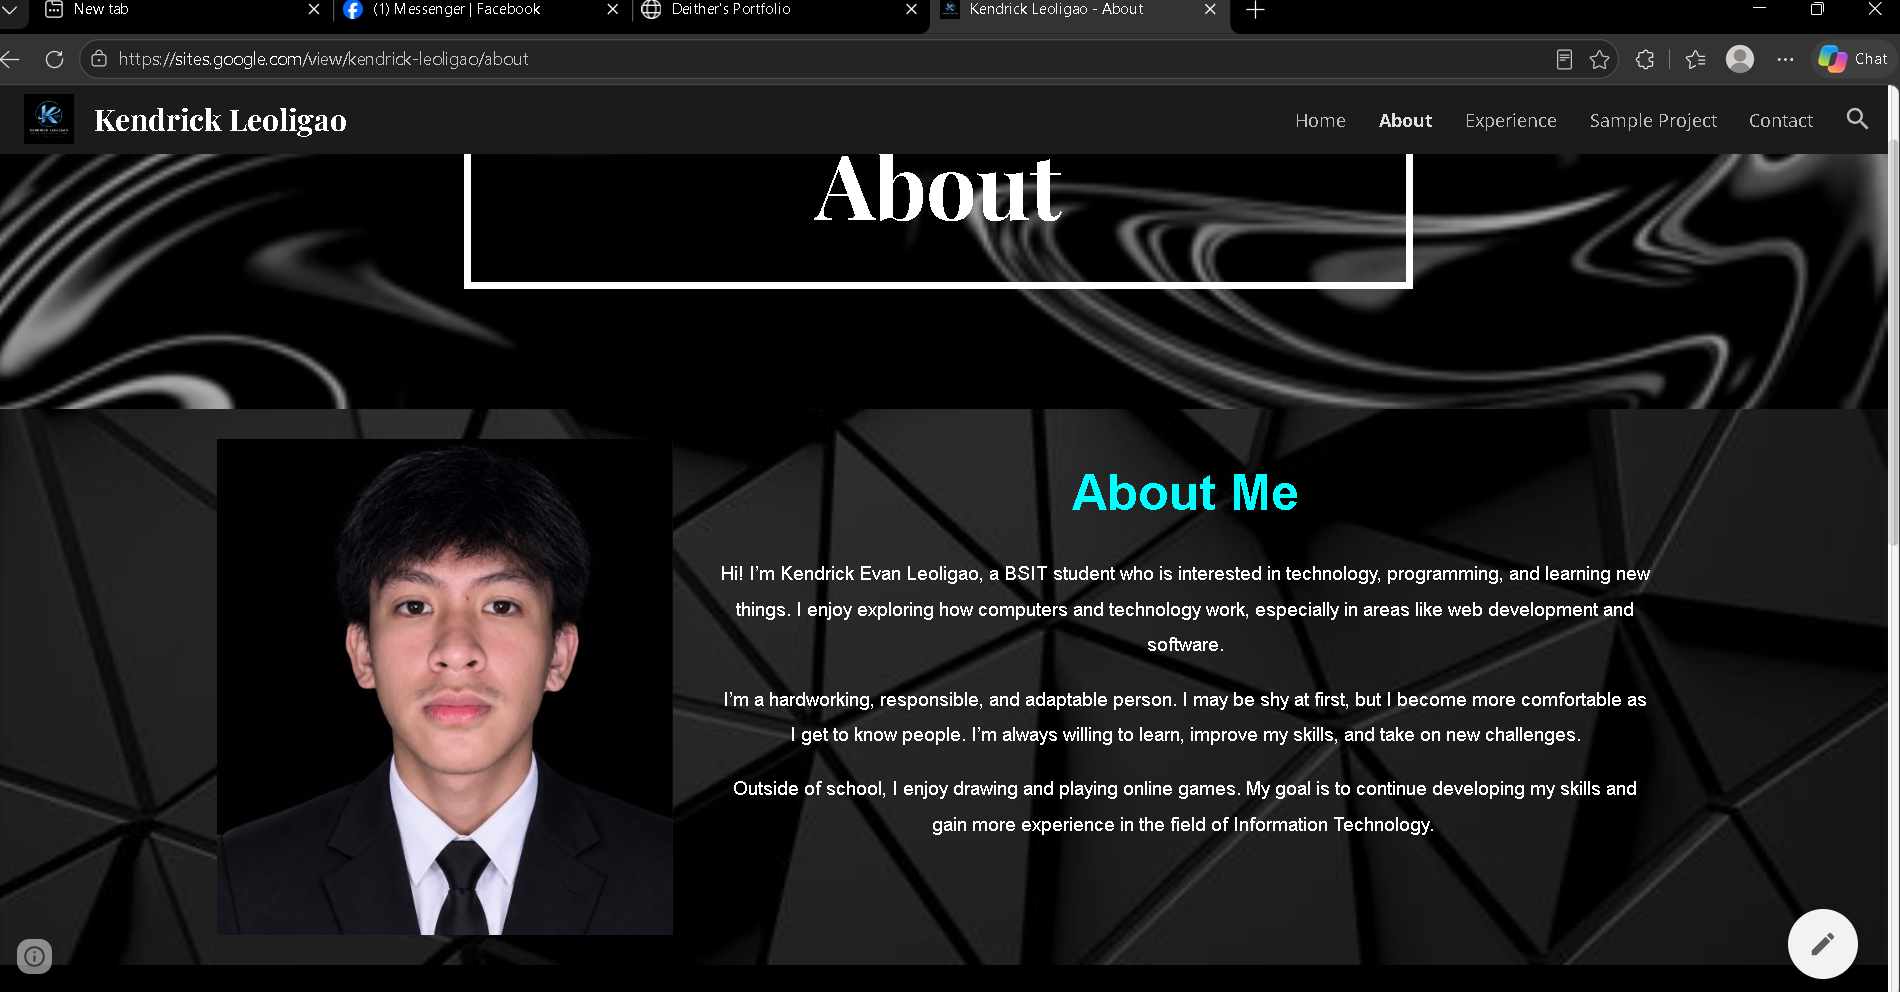 New tab
(1) Messenger | Facebook
Deither's Portfolio
Kendrick Leoligao - About
https://sites.google.com/view/kendrick-leoligao/about
Chat
Kendrick Leoligao
Home
About
Experience
Sample Project
Contact
About
About Me
Hi! I’m Kendrick Evan Leoligao, a BSIT student who is interested in technology, programming, and learning new
things. I enjoy exploring how computers and technology work, especially in areas like web development and
software.
I’m a hardworking, responsible, and adaptable person. I may be shy at first, but I become more comfortable as
I get to know people. I’m always willing to learn, improve my skills, and take on new challenges.
Outside of school, I enjoy drawing and playing online games. My goal is to continue developing my skills and
gain more experience in the field of Information Technology.